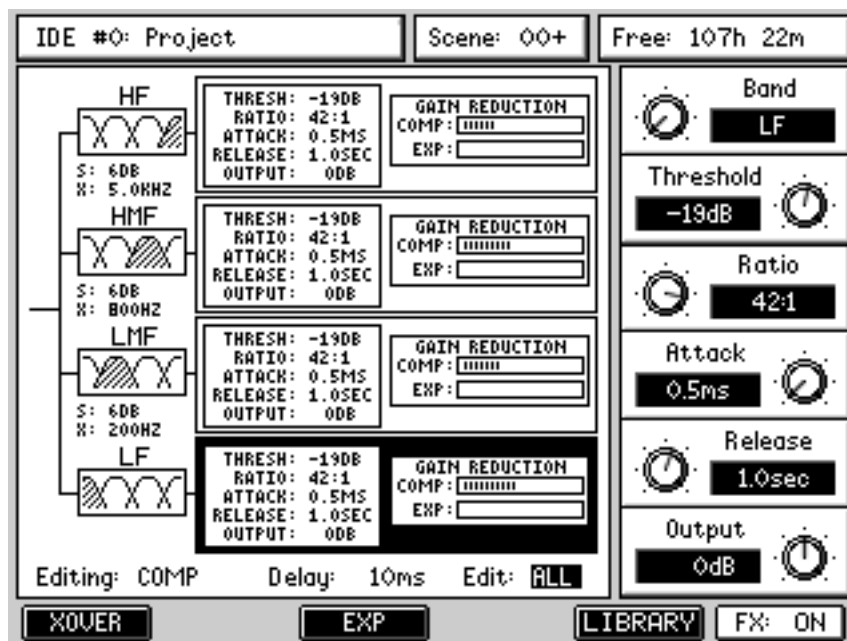 IDE #0: Project
Scene: 00+
Free: 107h 22m
HF
THRESH: -19DB
RATIO: 42:1
ATTACK: 0.5MS
RELEASE: 1.0SEC
OUTPUT: 0DB
GAIN REDUCTION
COMP:
EXP:
S: 6DB
X: 5.0KHZ
HMF
THRESH: -19DB
RATIO: 42:1
ATTACK: 0.5MS
RELEASE: 1.0SEC
OUTPUT: 0DB
GAIN REDUCTION
COMP:
EXP:
S: 6DB
X: 800HZ
LMF
THRESH: -19DB
RATIO: 42:1
ATTACK: 0.5MS
RELEASE: 1.0SEC
OUTPUT: 0DB
GAIN REDUCTION
COMP:
EXP:
S: 6DB
X: 200HZ
LF
THRESH: -19DB
RATIO: 42:1
ATTACK: 0.5MS
RELEASE: 1.0SEC
OUTPUT: 0DB
GAIN REDUCTION
COMP:
EXP:
Editing: COMP Delay: 10ms Edit: ALL
Band
LF
Threshold
-19dB
Ratio
42:1
Attack
0.5ms
Release
1.0sec
Output
0dB
XOVER
EXP
LIBRARY
FX: ON